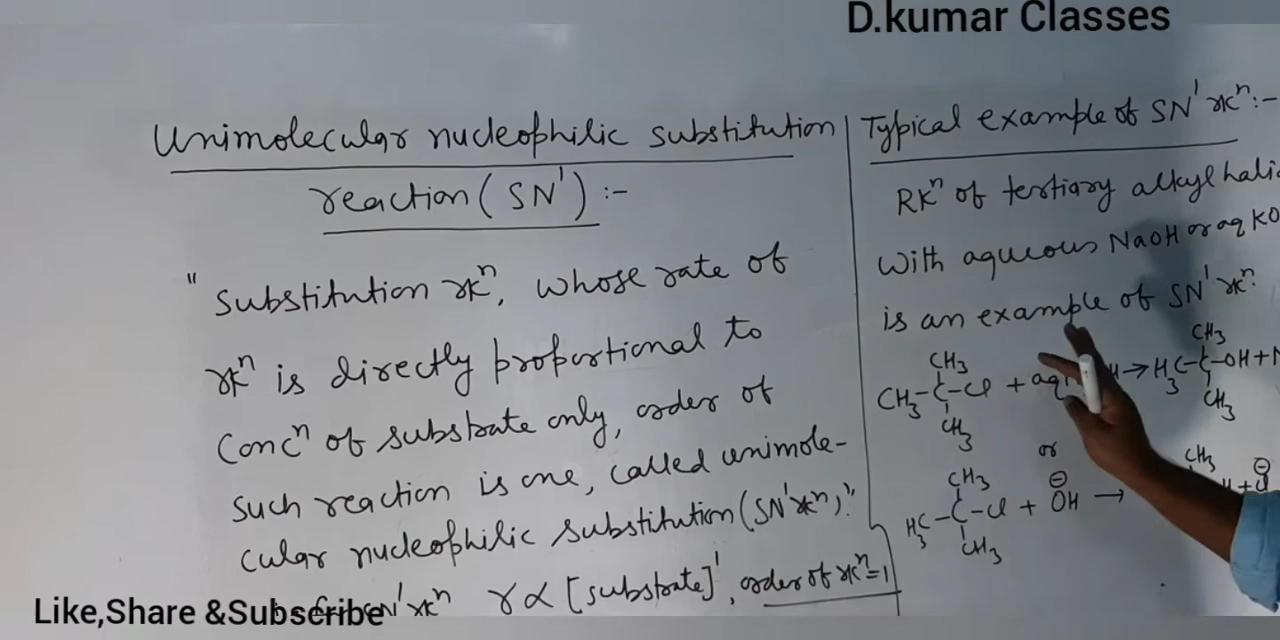 D.kumar Classes
Unimolecular nucleophilic substitution
reaction (SN¹) :-
" Substitution rxⁿ, whose rate of
rxⁿ is directly proportional to
Concⁿ of substrate only, order of
such reaction is one, called unimole-
cular nucleophilic substitution (SN¹ rxⁿ)."
SN¹ rxⁿ r ∝ [substrate]¹, order of rxⁿ=1
Typical example of SN¹ rxⁿ:-
Rxⁿ of tertiary alkyl
With aqueous NaOH or aq
is an example of SN¹ rxⁿ.
CH₃ CH₃
CH₃-C-Cl + aq → H₃C-C-OH +
CH₃ CH₃
or
CH₃ ⊖ CH₃ ⊖
H₃C-C-Cl + OH →
CH₃
Like,Share &Subscribe